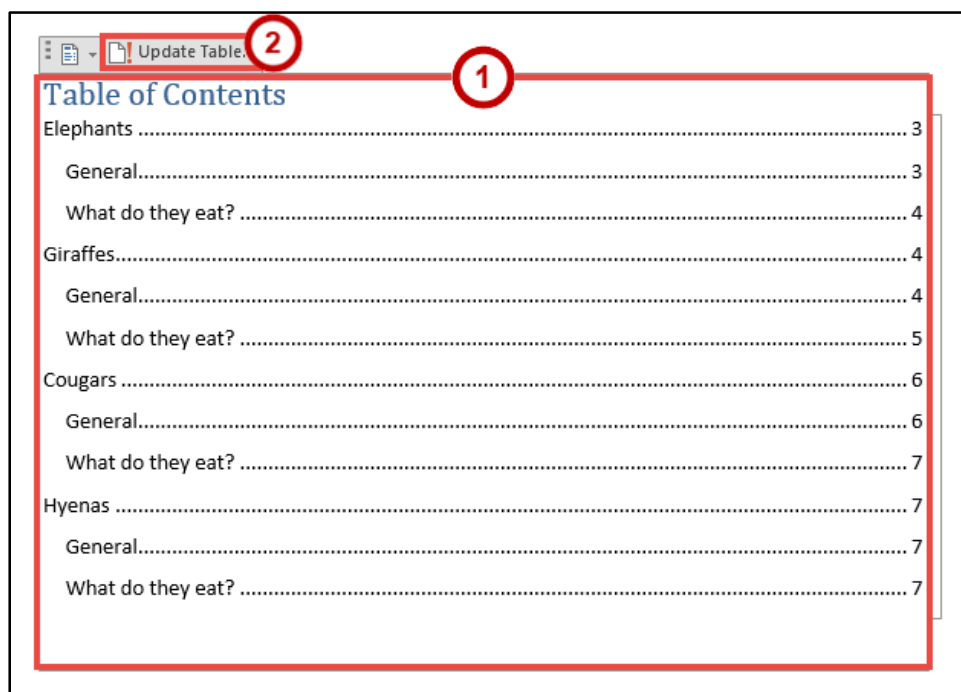 Update Table. 2
1
Table of Contents
Elephants ........ 3
General ........ 3
What do they eat? ........ 4
Giraffes ........ 4
General ........ 4
What do they eat? ........ 5
Cougars ........ 6
General ........ 6
What do they eat? ........ 7
Hyenas ........ 7
General ........ 7
What do they eat? ........ 7